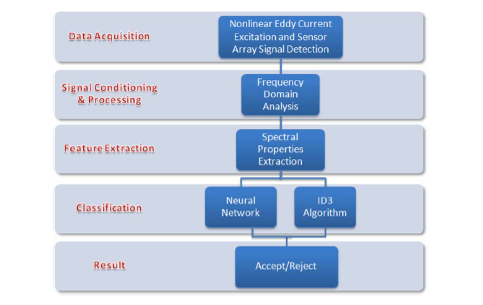 Data Acquisition
Nonlinear Eddy Current
Excitation and Sensor
Array Signal Detection
Signal Conditioning
& Processing
Frequency
Domain
Analysis
Feature Extraction
Spectral
Properties
Extraction
Classification
Neural
Network
ID3
Algorithm
Result
Accept/Reject